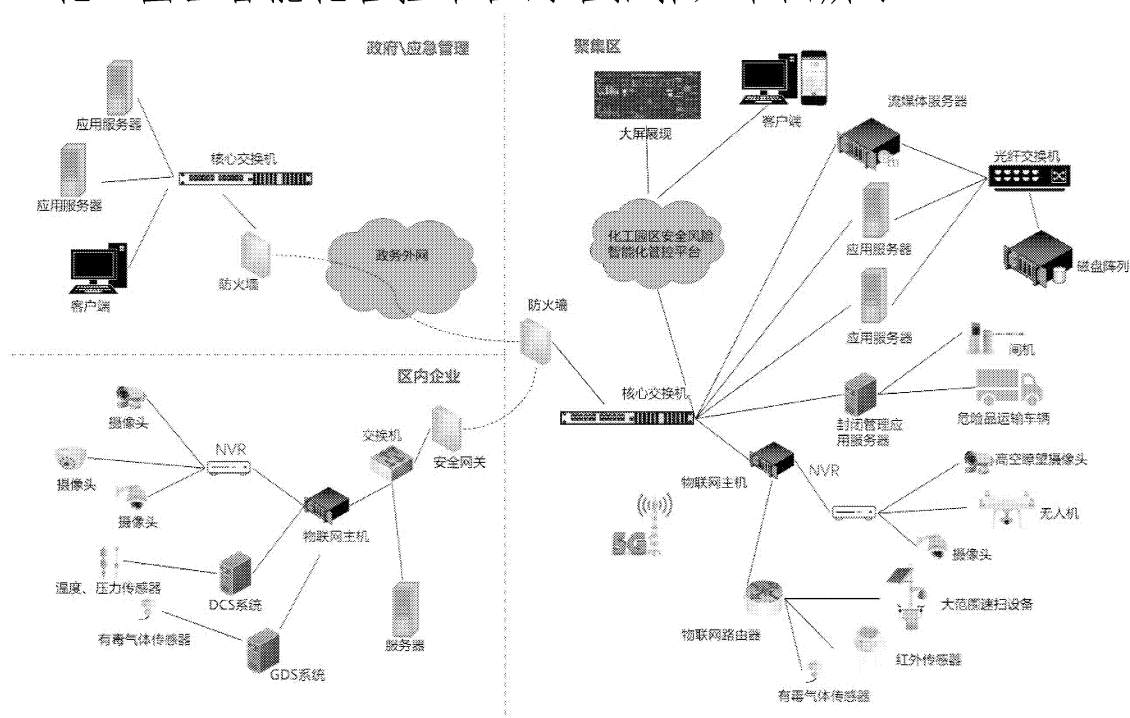 政府\应急管理
应用服务器
核心交换机
应用服务器
客户端
防火墙
政务外网
聚集区
大屏展现
客户端
流媒体服务器
光纤交换机
化工园区安全风险
智能化管控平台
应用服务器
磁盘阵列
应用服务器
防火墙
闸机
核心交换机
封闭管理应
用服务器
危险品运输车辆
物联网主机
NVR
高空瞭望摄像头
无人机
摄像头
5G
物联网路由器
大范围速扫设备
红外传感器
有毒气体传感器
区内企业
摄像头
NVR
交换机
安全网关
摄像头
摄像头
物联网主机
温度、压力传感器
DCS系统
有毒气体传感器
GDS系统
服务器